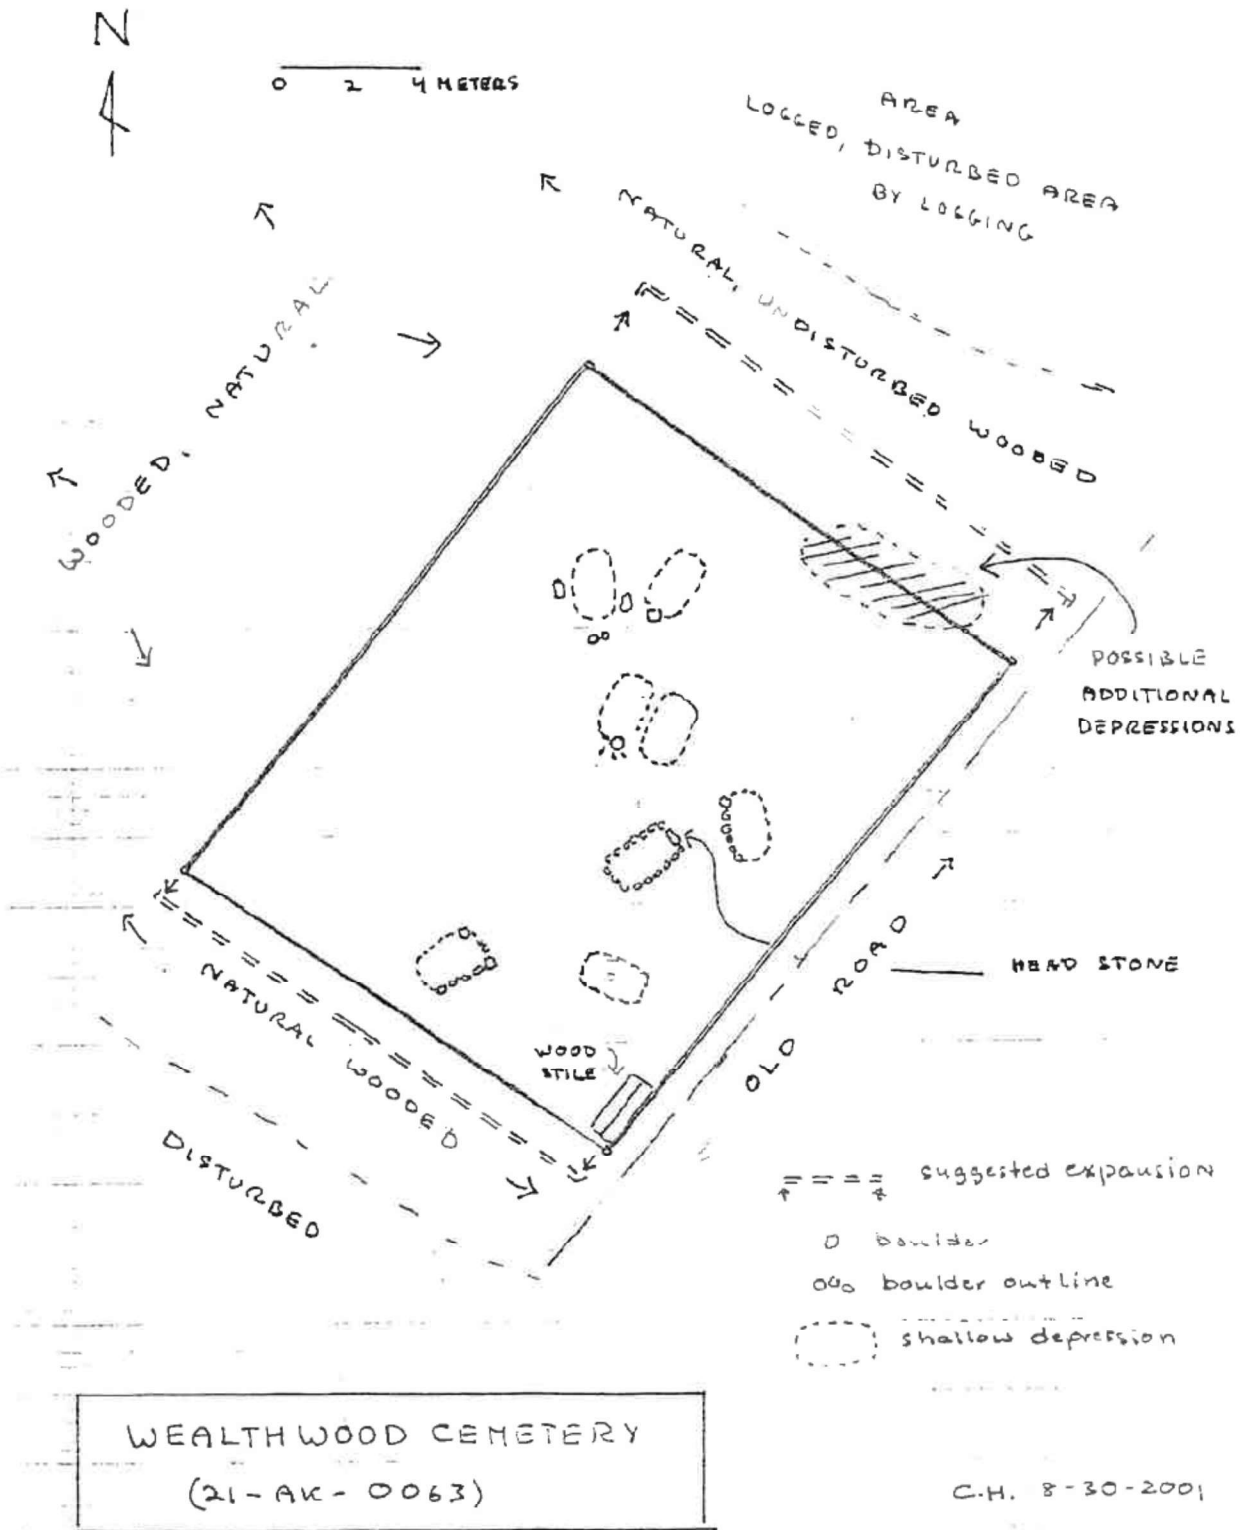 N
0 2 4 METERS
AREA
LOGGED, DISTURBED AREA
BY LOGGING
NATURAL, UNDISTURBED WOODED
WOODED, NATURAL
POSSIBLE
ADDITIONAL
DEPRESSIONS
HEAD STONE
OLD ROAD
WOOD
STILE
NATURAL WOODED
DISTURBED
suggested expansion
boulder
boulder outline
shallow depression
WEALTHWOOD CEMETERY
(21-AK-0063)
C.H. 8-30-2001